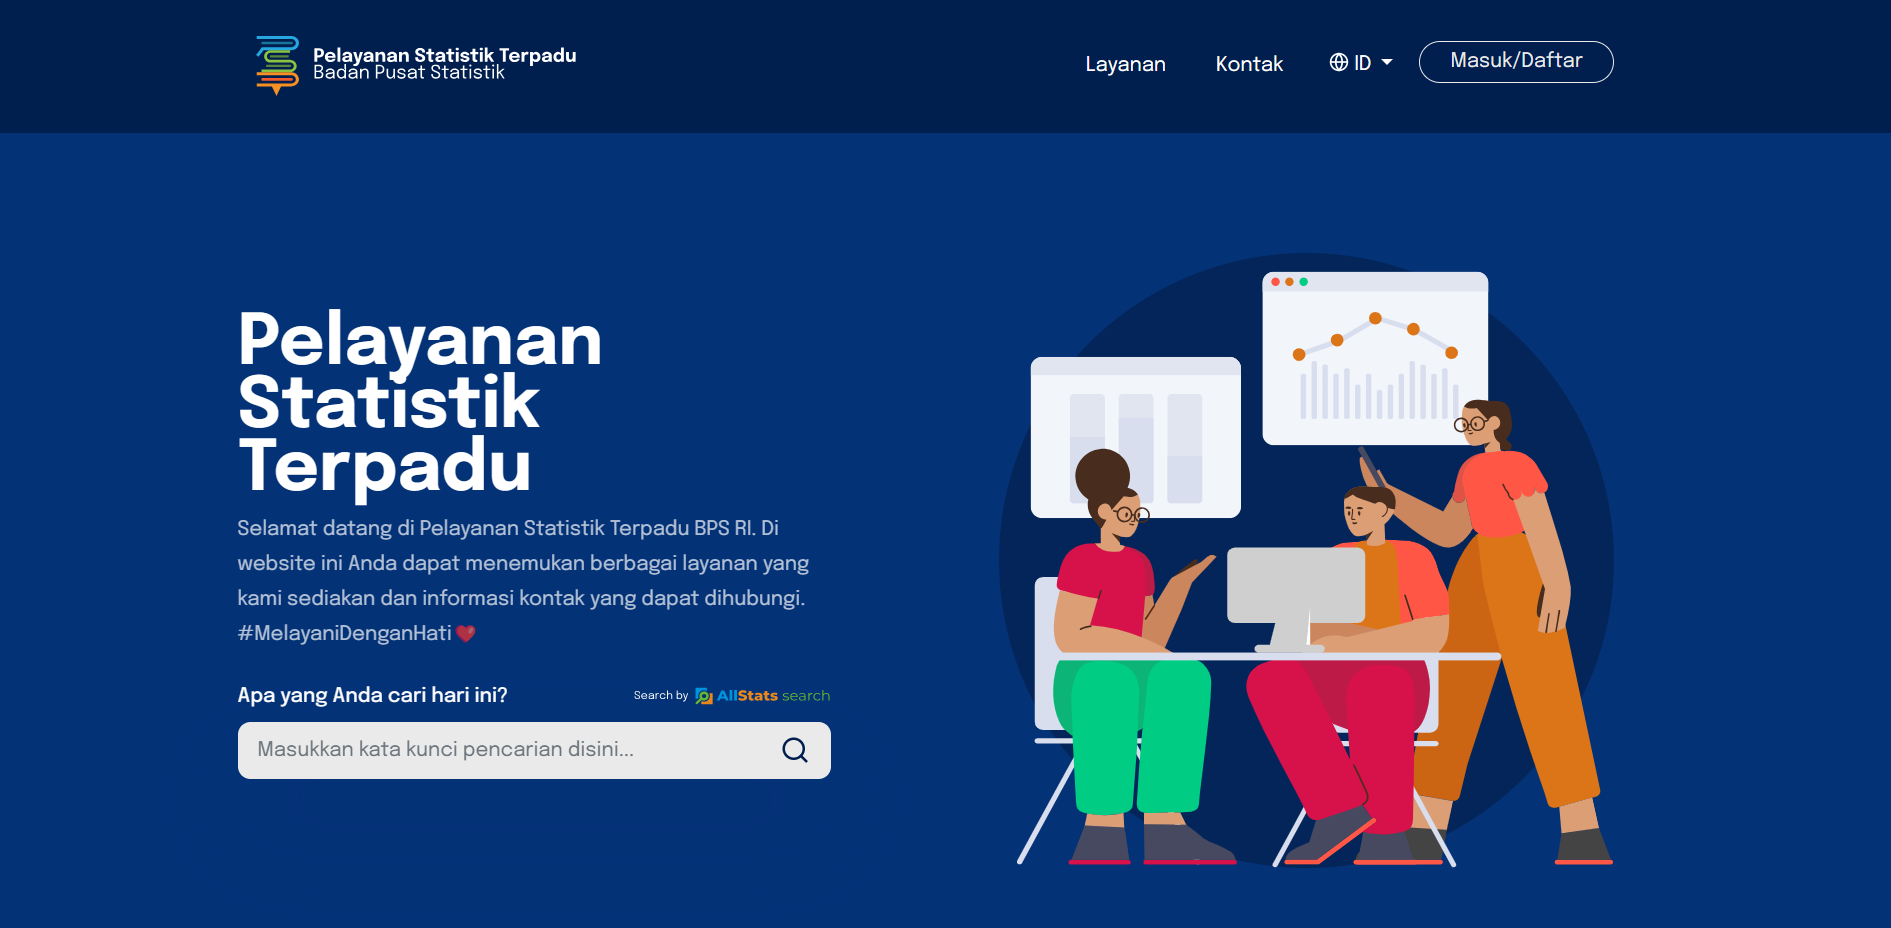 Pelayanan Statistik Terpadu
Badan Pusat Statistik
Layanan
Kontak
ID
Masuk/Daftar
Pelayanan
Statistik
Terpadu
Selamat datang di Pelayanan Statistik Terpadu BPS RI. Di
website ini Anda dapat menemukan berbagai layanan yang
kami sediakan dan informasi kontak yang dapat dihubungi.
#MelayaniDenganHati
Apa yang Anda cari hari ini?
Search by AllStats search
Masukkan kata kunci pencarian disini...